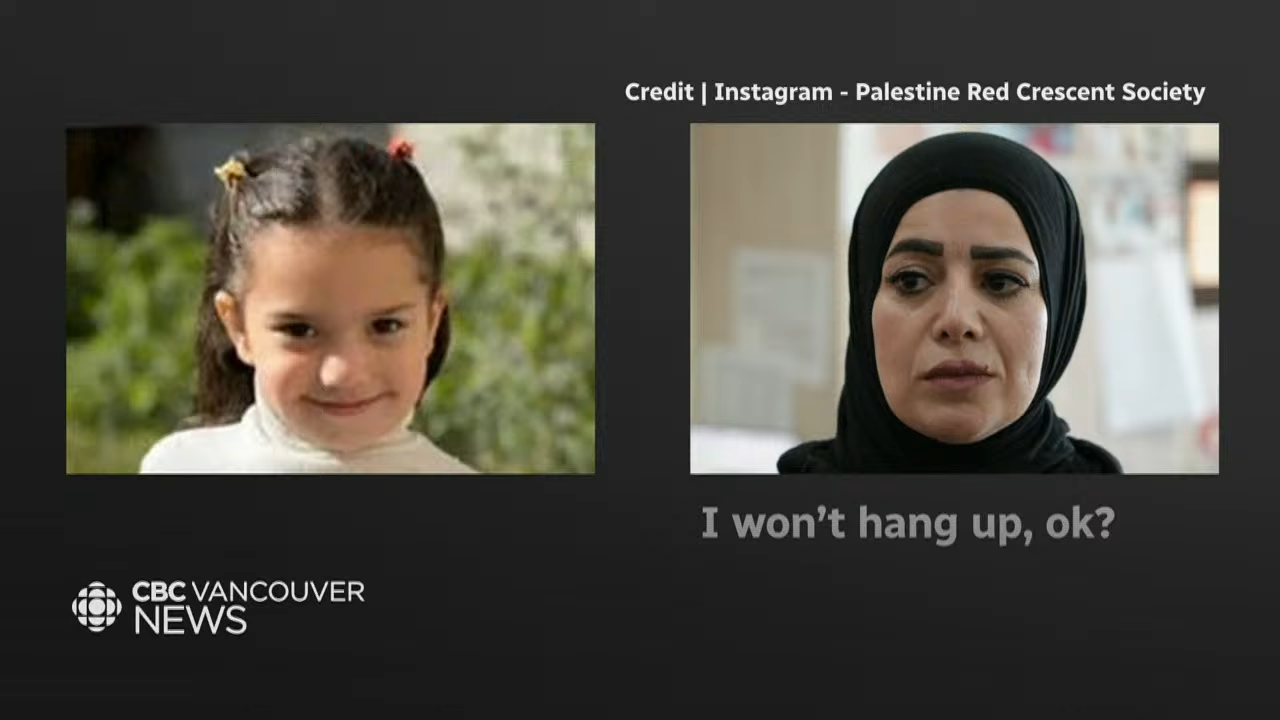 Credit | Instagram - Palestine Red Crescent Society
I won't hang up, ok?
CBC VANCOUVER
NEWS